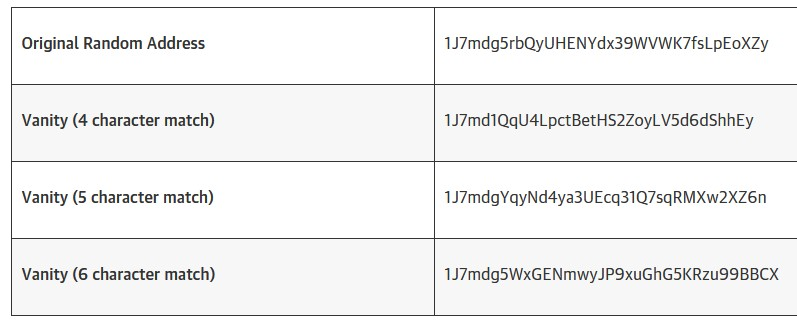 Original Random Address 1J7mdg5rbQyUHENYdx39WVWK7fsLpEoXZy
Vanity (4 character match) 1J7md1QqU4LpctBetHS2ZoyLV5d6dShhEy
Vanity (5 character match) 1J7mdgYqyNd4ya3UEcq31Q7sqRMXw2XZ6n
Vanity (6 character match) 1J7mdg5WxGENmwyJP9xuGhG5KRzu99BBCX